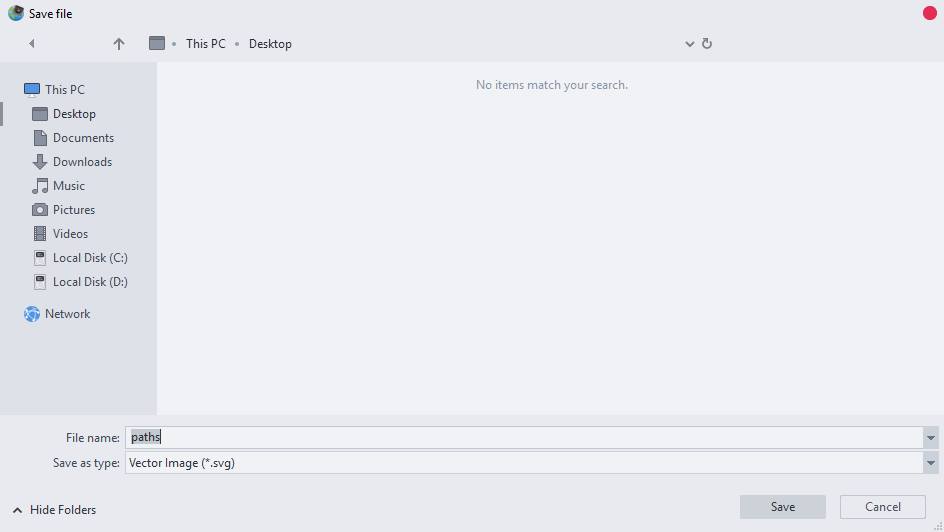 Save file
This PC Desktop
No items match your search.
This PC
Desktop
Documents
Downloads
Music
Pictures
Videos
Local Disk (C:)
Local Disk (D:)
Network
File name: paths
Save as type: Vector Image (*.svg)
Hide Folders Save Cancel